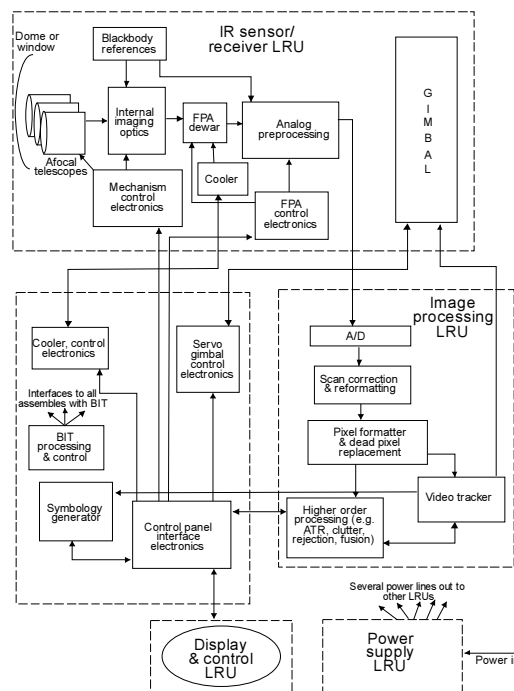 IR sensor/
receiver LRU
Dome or
window
Blackbody
references
Internal
imaging
optics
FPA
dewar
Analog
preprocessing
Afocal
telescopes
Cooler
Mechanism
control
electronics
FPA
control
electronics
G
I
M
B
A
L
Image
processing
LRU
Cooler, control
electronics
Servo
gimbal
control
electronics
A/D
Scan correction
& reformatting
Interfaces to all
assembles with BIT
BIT
processing
& control
Pixel formatter
& dead pixel
replacement
Symbology
generator
Control panel
interface
electronics
Higher order
processing (e.g.
ATR, clutter,
rejection, fusion)
Video tracker
Several power lines out to
other LRUs
Display
& control
LRU
Power
supply
LRU
Power i